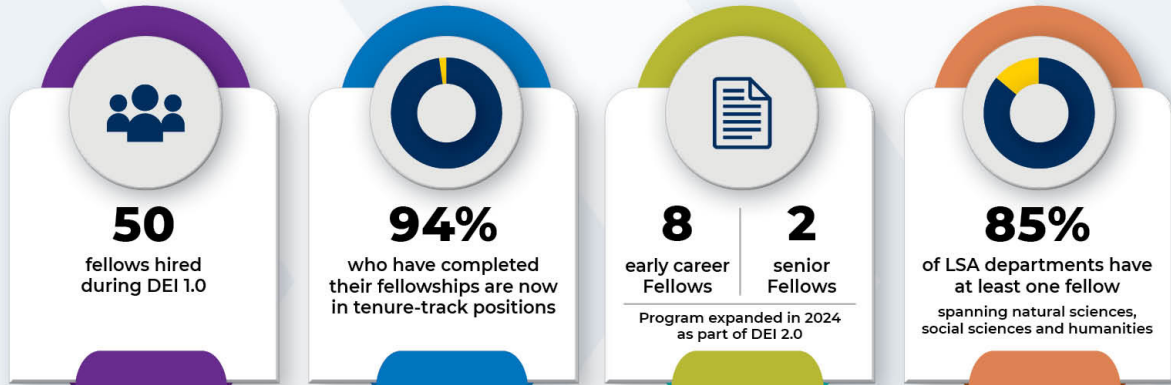 50
fellows hired
during DEI 1.0
94%
who have completed
their fellowships are now
in tenure-track positions
8
early career
Fellows
2
senior
Fellows
Program expanded in 2024
as part of DEI 2.0
85%
of LSA departments have
at least one fellow
spanning natural sciences,
social sciences and humanities